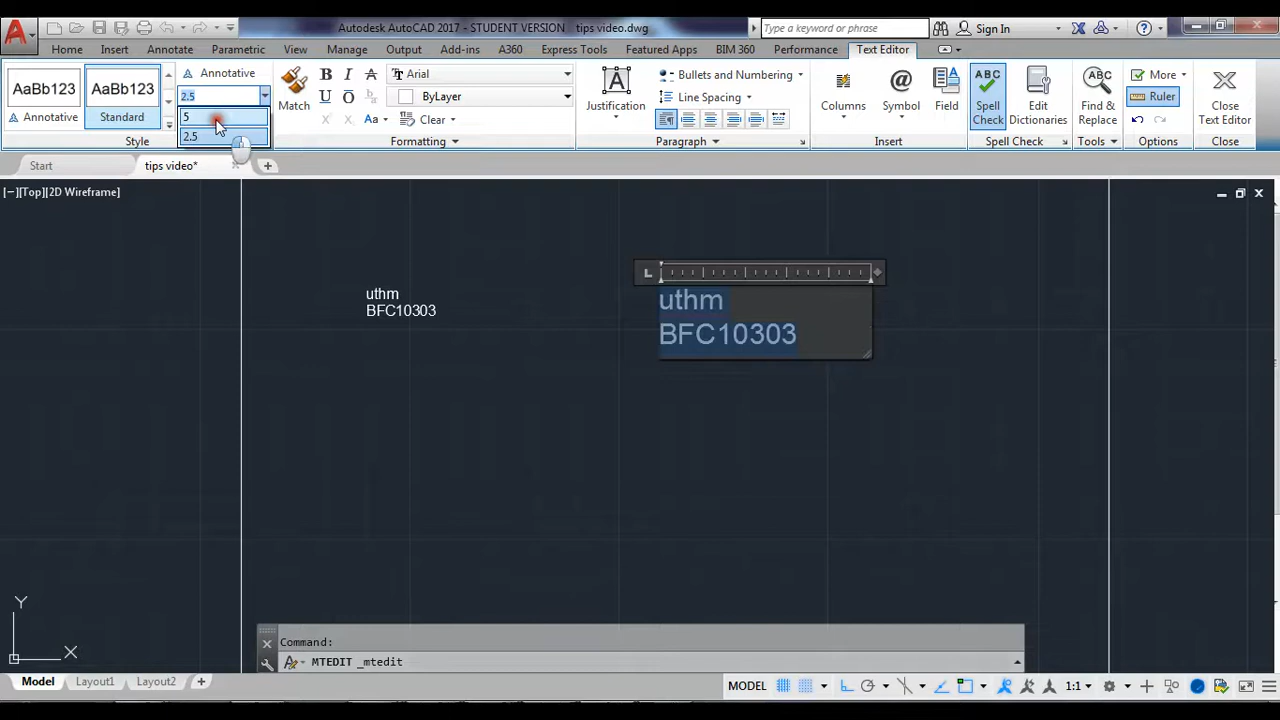 Autodesk AutoCAD 2017 - STUDENT VERSION tips video.dwg
Type a keyword or phrase
Sign In
Home Insert Annotate Parametric View Manage Output Add-ins A360 Express Tools Featured Apps BIM 360 Performance Text Editor
AaBb123 AaBb123
Annotative Standard
Annotative
2.5
5
2.5
Style
Match
B I A
U O
Aa
Arial
ByLayer
Clear
Formatting
A
Justification
Bullets and Numbering
Line Spacing
Paragraph
Columns
@
Symbol
Field
Insert
ABC
Spell
Check
Edit
Dictionaries
Spell Check
ABC
Find &
Replace
Tools
More
Ruler
Options
Close
Text Editor
Close
Start
tips video*
[−][Top][2D Wireframe]
uthm
BFC10303
L
uthm
BFC10303
Y
X
Command:
MTEDIT _mtedit
Model Layout1 Layout2
MODEL
1:1